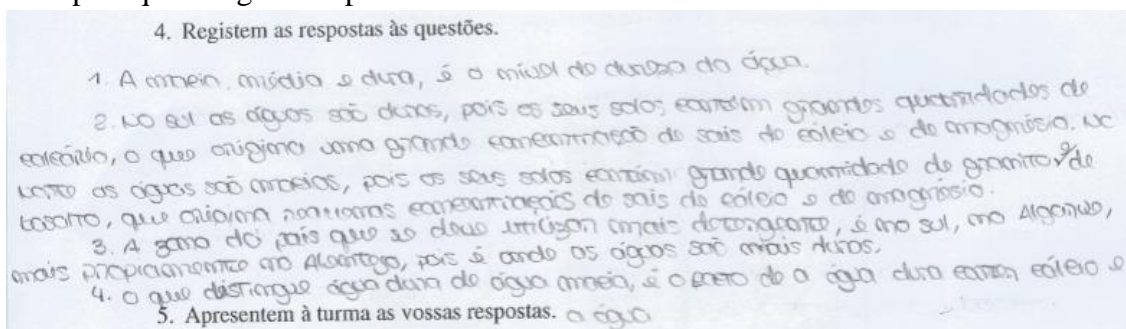 4. Registem as respostas às questões.
1. A macia, média e dura, é o nível de dureza da água.
2. No sul as águas são duras, pois os seus solos contém grandes quantidades de
calcário, o que origina uma grande concentração de sais de cálcio e de magnésio. No
norte as águas são macias, pois os seus solos contém grande quantidade de granito e de
basalto, que origina pequenas concentrações de sais de cálcio e de magnésio.
3. A zona do país que se deve utilizar mais detergente, é no sul, no Algarve,
mais propriamente no Alentejo, pois é onde as águas são mais duras.
4. O que distingue água dura de água macia, é o facto de a água dura conter cálcio e
5. Apresentem à turma as vossas respostas. a água